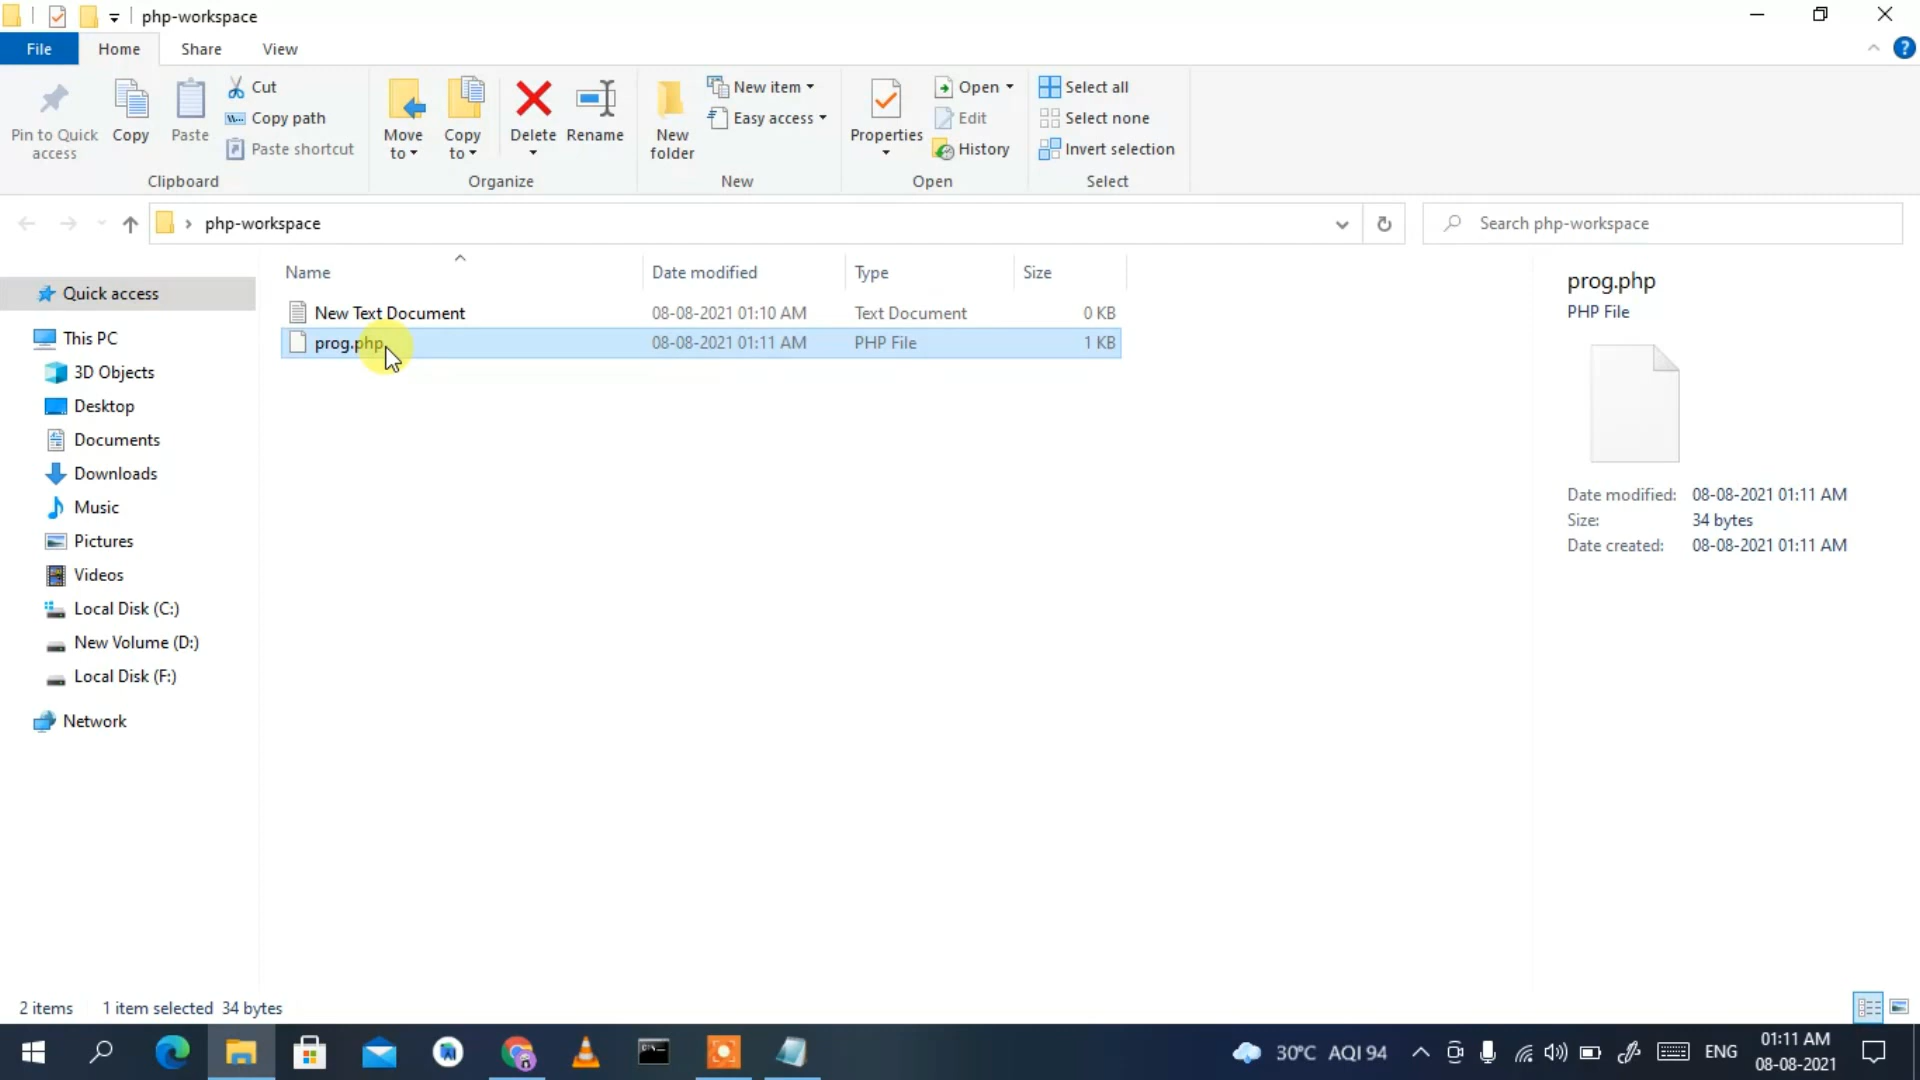 php-workspace
File Home Share View
Pin to Quick access
Copy
Paste
Cut
Copy path
Paste shortcut
Clipboard
Move to
Copy to
Delete
Rename
Organize
New folder
New item
Easy access
New
Properties
Open
Edit
History
Open
Select all
Select none
Invert selection
Select
php-workspace
Search php-workspace
Quick access
This PC
3D Objects
Desktop
Documents
Downloads
Music
Pictures
Videos
Local Disk (C:)
New Volume (D:)
Local Disk (F:)
Network
Name Date modified Type Size
New Text Document 08-08-2021 01:10 AM Text Document 0 KB
prog.php 08-08-2021 01:11 AM PHP File 1 KB
prog.php
PHP File
Date modified: 08-08-2021 01:11 AM
Size: 34 bytes
Date created: 08-08-2021 01:11 AM
2 items 1 item selected 34 bytes
30°C AQI 94 ENG 01:11 AM
08-08-2021